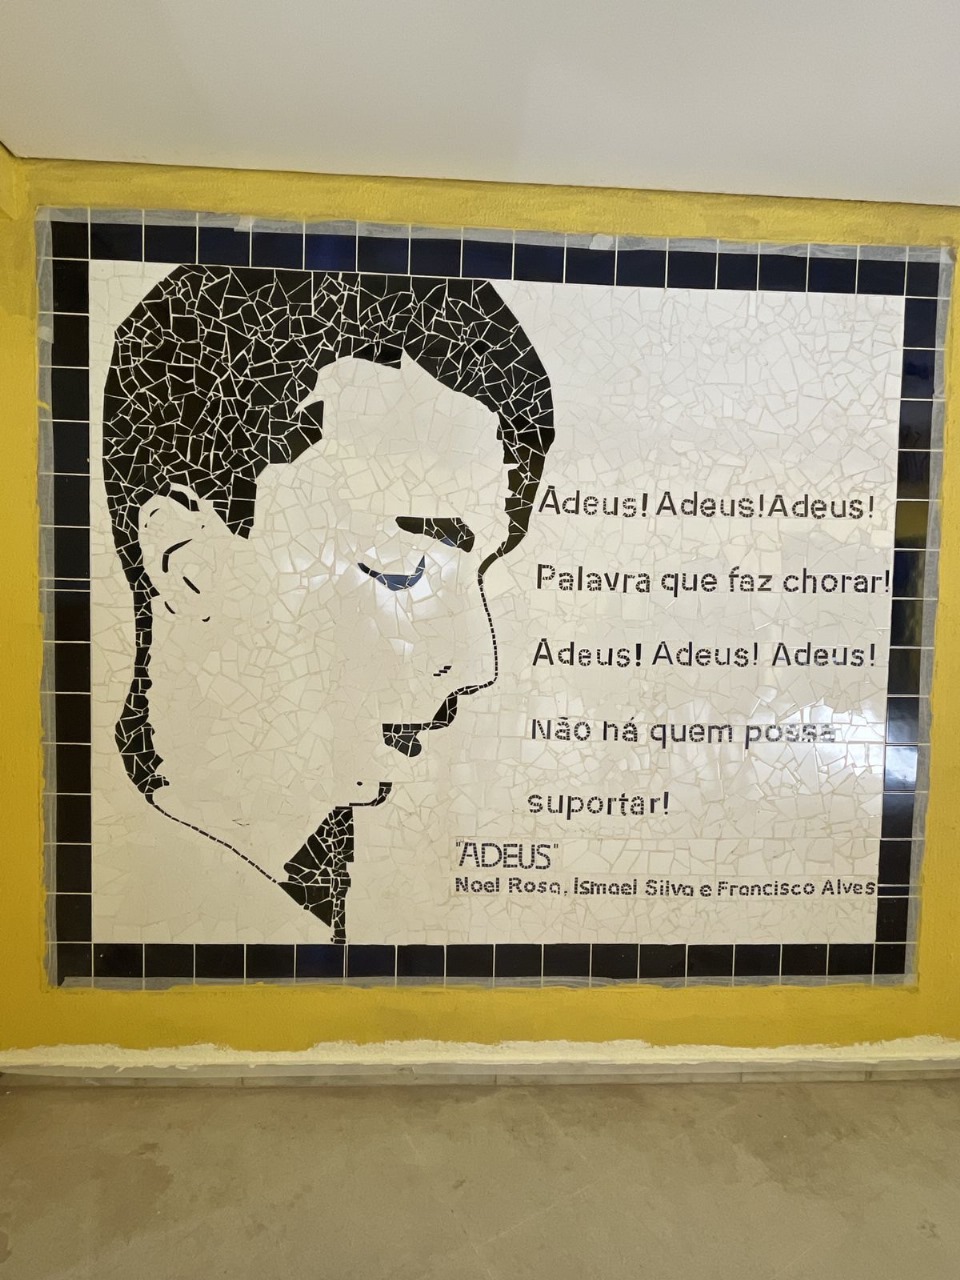 Adeus! Adeus! Adeus!
Palavra que faz chorar!
Adeus! Adeus! Adeus!
Não há quem possa
suportar!
"ADEUS"
Noel Rosa, Ismael Silva e Francisco Alves